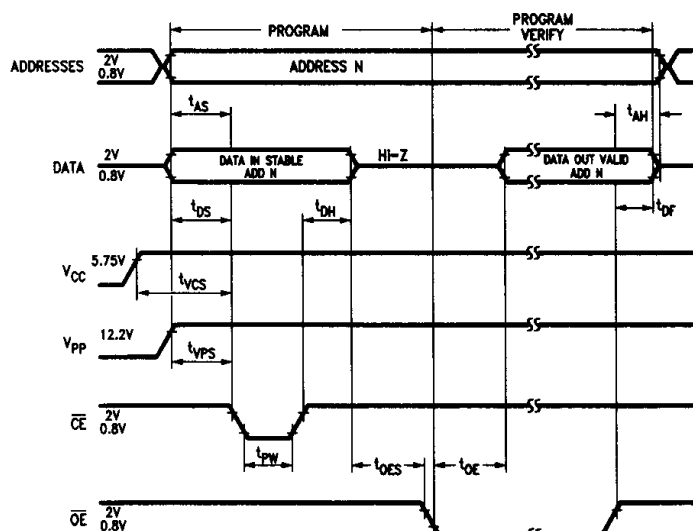 PROGRAM
PROGRAM
VERIFY
ADDRESSES
2V
0.8V
ADDRESS N
tAS
tAH
DATA
2V
0.8V
DATA IN STABLE
ADD N
Hi-Z
DATA OUT VALID
ADD N
tDS
tDH
tDF
VCC
5.75V
tVCS
VPP
12.2V
tVPS
CE
2V
0.8V
tPW
tOES
tOE
OE
2V
0.8V